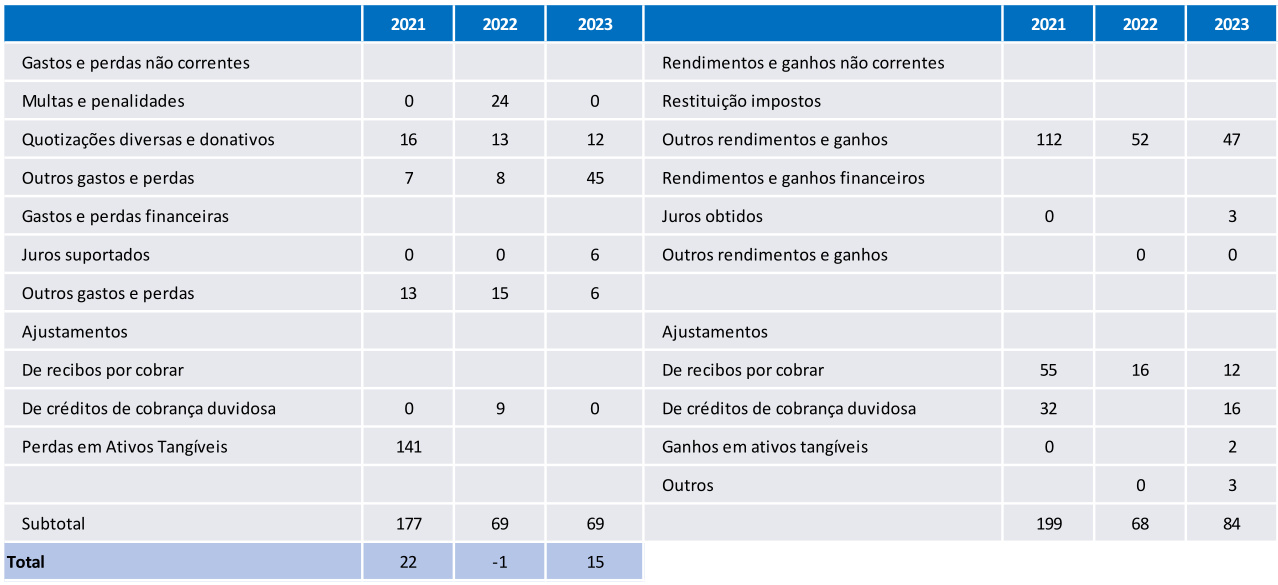 2021 2022 2023 2021 2022 2023
Gastos e perdas não correntes Rendimentos e ganhos não correntes
Multas e penalidades 0 24 0 Restituição impostos
Quotizações diversas e donativos 16 13 12 Outros rendimentos e ganhos 112 52 47
Outros gastos e perdas 7 8 45 Rendimentos e ganhos financeiros
Gastos e perdas financeiras Juros obtidos 0 3
Juros suportados 0 0 6 Outros rendimentos e ganhos 0 0
Outros gastos e perdas 13 15 6
Ajustamentos Ajustamentos
De recibos por cobrar De recibos por cobrar 55 16 12
De créditos de cobrança duvidosa 0 9 0 De créditos de cobrança duvidosa 32 16
Perdas em Ativos Tangíveis 141 Ganhos em ativos tangíveis 0 2
Outros 0 3
Subtotal 177 69 69 199 68 84
Total 22 -1 15